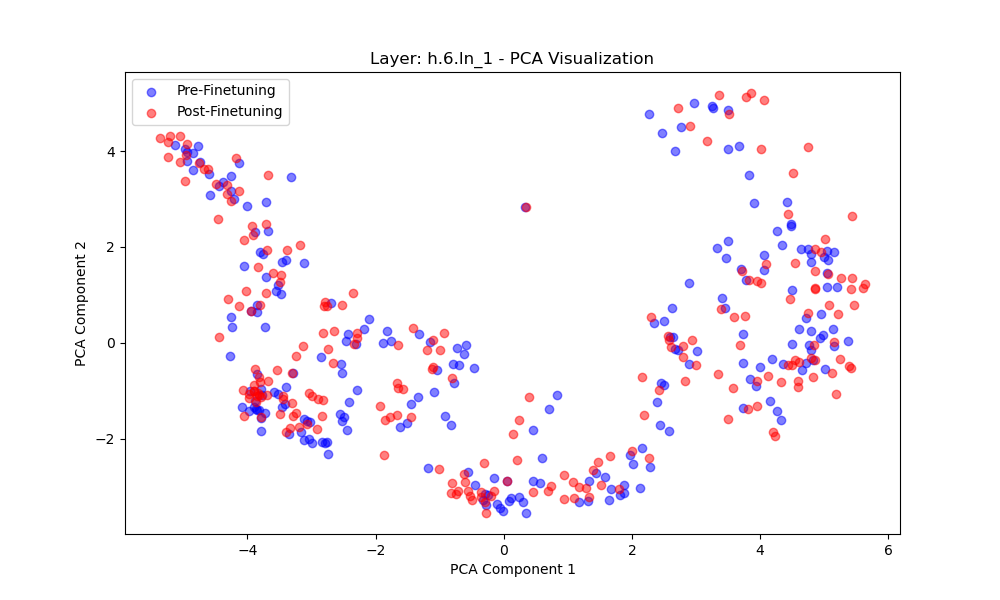 Layer: h.6.ln_1 - PCA Visualization
Pre-Finetuning
Post-Finetuning
PCA Component 2
4
2
0
−2
−4
−2
0
2
4
6
PCA Component 1